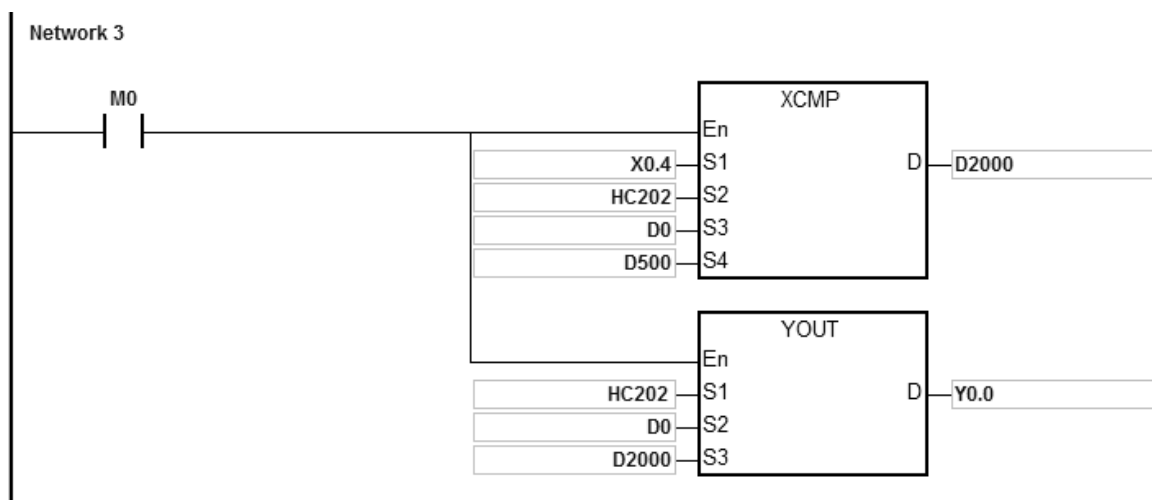 Network 3
M0
XCMP
En
X0.4 S1 D D2000
HC202 S2
D0 S3
D500 S4
YOUT
En
HC202 S1 D Y0.0
D0 S2
D2000 S3